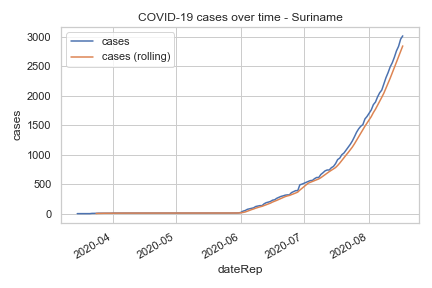 COVID-19 cases over time - Suriname
cases
cases (rolling)
3000
2500
2000
1500
1000
500
0
cases
2020-04
2020-05
2020-06
2020-07
2020-08
dateRep